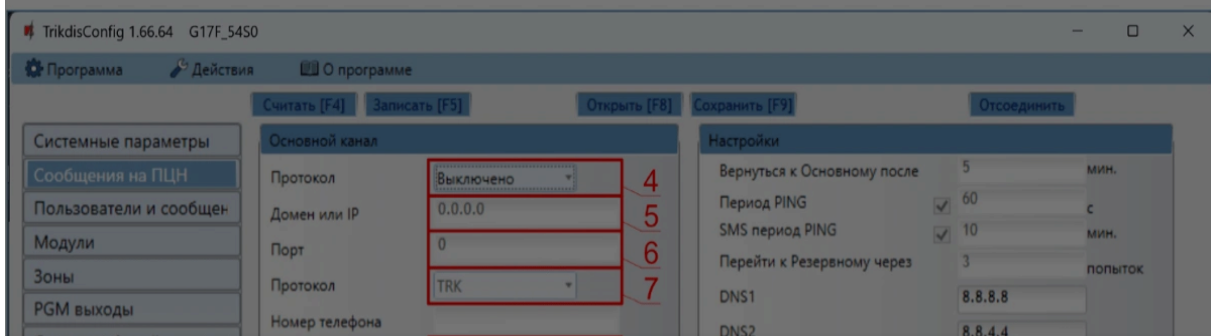 TrikdisConfig 1.66.64 G17F_54S0
Программа Действия О программе
Считать [F4] Записать [F5] Открыть [F8] Сохранить [F9] Отсоединить
Системные параметры
Сообщения на ПЦН
Пользователи и сообщен
Модули
Зоны
PGM выходы
Основной канал
Протокол Выключено 4
Домен или IP 0.0.0.0 5
Порт 0 6
Протокол TRK 7
Номер телефона
Настройки
Вернуться к Основному после 5 мин.
Период PING 60 с
SMS период PING 10 мин.
Перейти к Резервному через 3 попыток
DNS1 8.8.8.8
DNS2 8.8.4.4